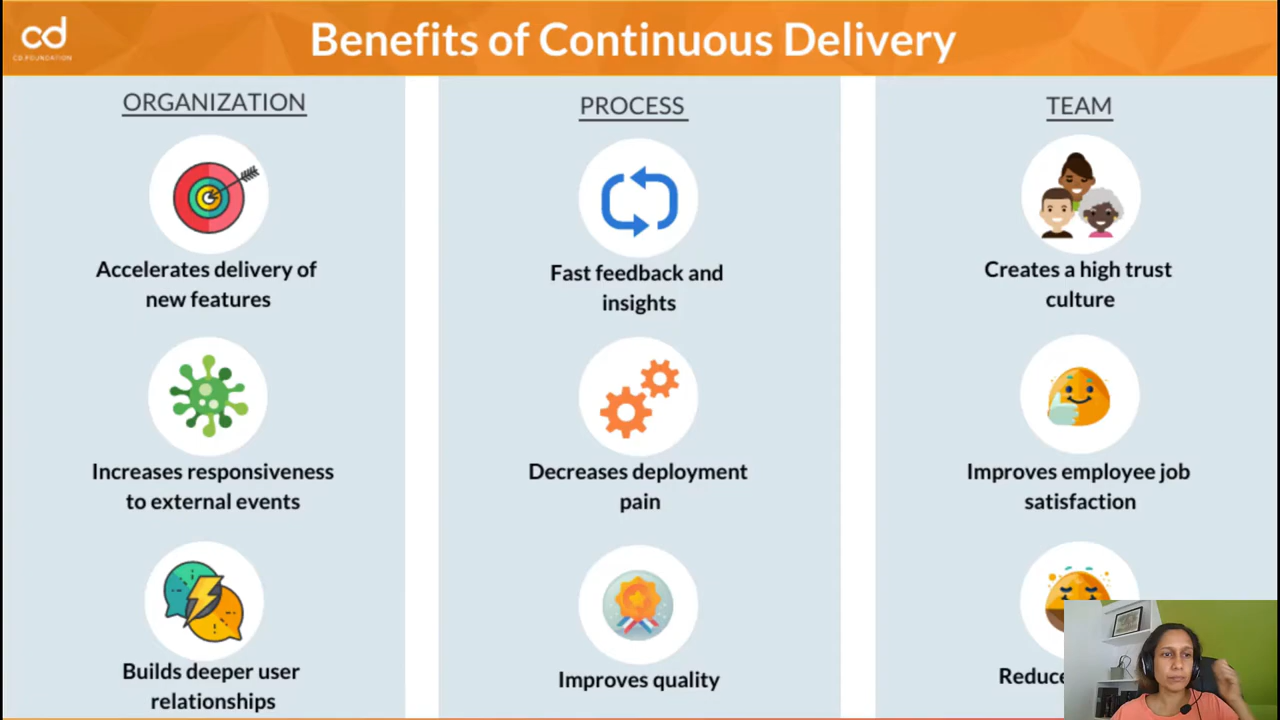 cd
CD.FOUNDATION
Benefits of Continuous Delivery
ORGANIZATION
Accelerates delivery of
new features
Increases responsiveness
to external events
Builds deeper user
relationships
PROCESS
Fast feedback and
insights
Decreases deployment
pain
Improves quality
TEAM
Creates a high trust
culture
Improves employee job
satisfaction
Reduce